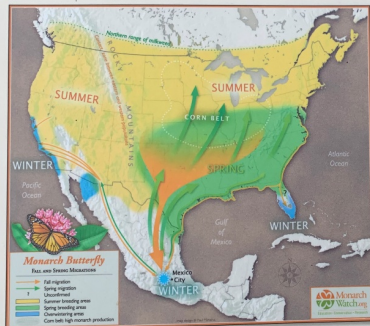 Northern range of milkweeds
ROCKY
MOUNTAINS
SUMMER
SUMMER
CORN BELT
SPRING
WINTER
Pacific
Ocean
Atlantic
Ocean
Gulf
of
Mexico
WINTER
Mexico
City
WINTER
Monarch Butterfly
FALL AND SPRING MIGRATIONS
Fall migration
Spring migration
Unconfirmed
Summer breeding areas
Spring breeding areas
Overwintering areas
Corn belt: high monarch production
MONARCH
WATCH.org